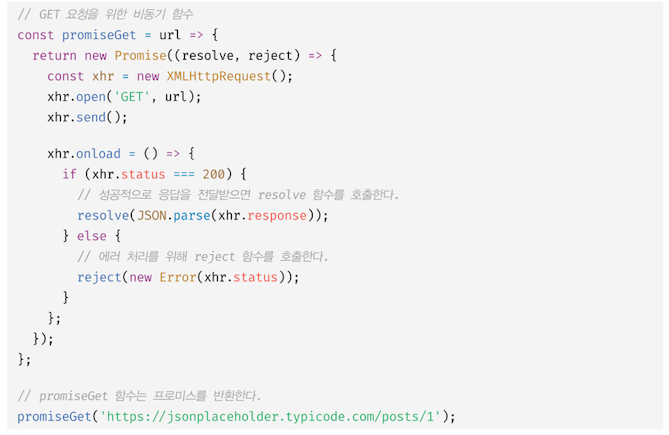 // GET 요청을 위한 비동기 함수
const promiseGet = url => {
  return new Promise((resolve, reject) => {
    const xhr = new XMLHttpRequest();
    xhr.open('GET', url);
    xhr.send();

    xhr.onload = () => {
      if (xhr.status === 200) {
        // 성공적으로 응답을 전달받으면 resolve 함수를 호출한다.
        resolve(JSON.parse(xhr.response));
      } else {
        // 에러 처리를 위해 reject 함수를 호출한다.
        reject(new Error(xhr.status));
      }
    };
  });
};

// promiseGet 함수는 프로미스를 반환한다.
promiseGet('https://jsonplaceholder.typicode.com/posts/1');